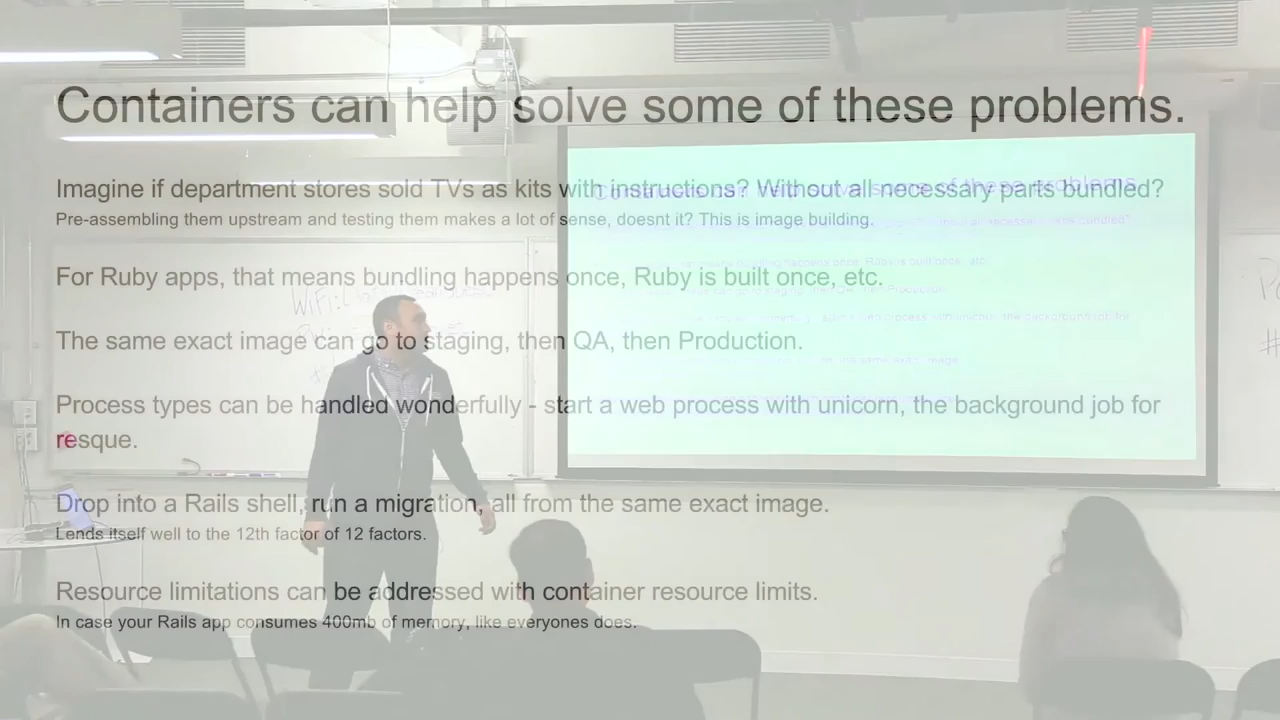 Containers can help solve some of these problems.
Imagine if department stores sold TVs as kits with instructions? Without all necessary parts bundled?
Pre-assembling them upstream and testing them makes a lot of sense, doesnt it? This is image building.
For Ruby apps, that means bundling happens once, Ruby is built once, etc.
The same exact image can go to staging, then QA, then Production.
Process types can be handled wonderfully - start a web process with unicorn, the background job for
resque.
Drop into a Rails shell, run a migration, all from the same exact image.
Lends itself well to the 12th factor of 12 factors.
Resource limitations can be addressed with container resource limits.
In case your Rails app consumes 400mb of memory, like everyones does.
WiFi: